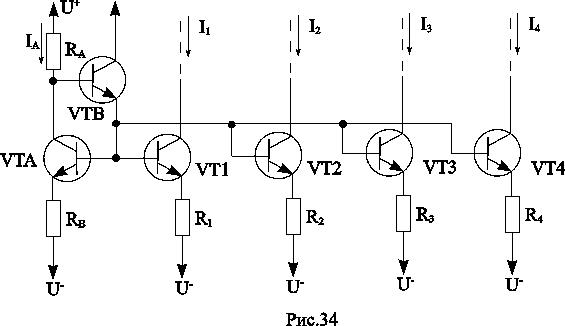 U⁺
I_A
R_A
I₁
I₂
I₃
I₄
VTB
VTA
VT1
VT2
VT3
VT4
R_B
R₁
R₂
R₃
R₄
U⁻
U⁻
U⁻
U⁻
U⁻
Рис.34